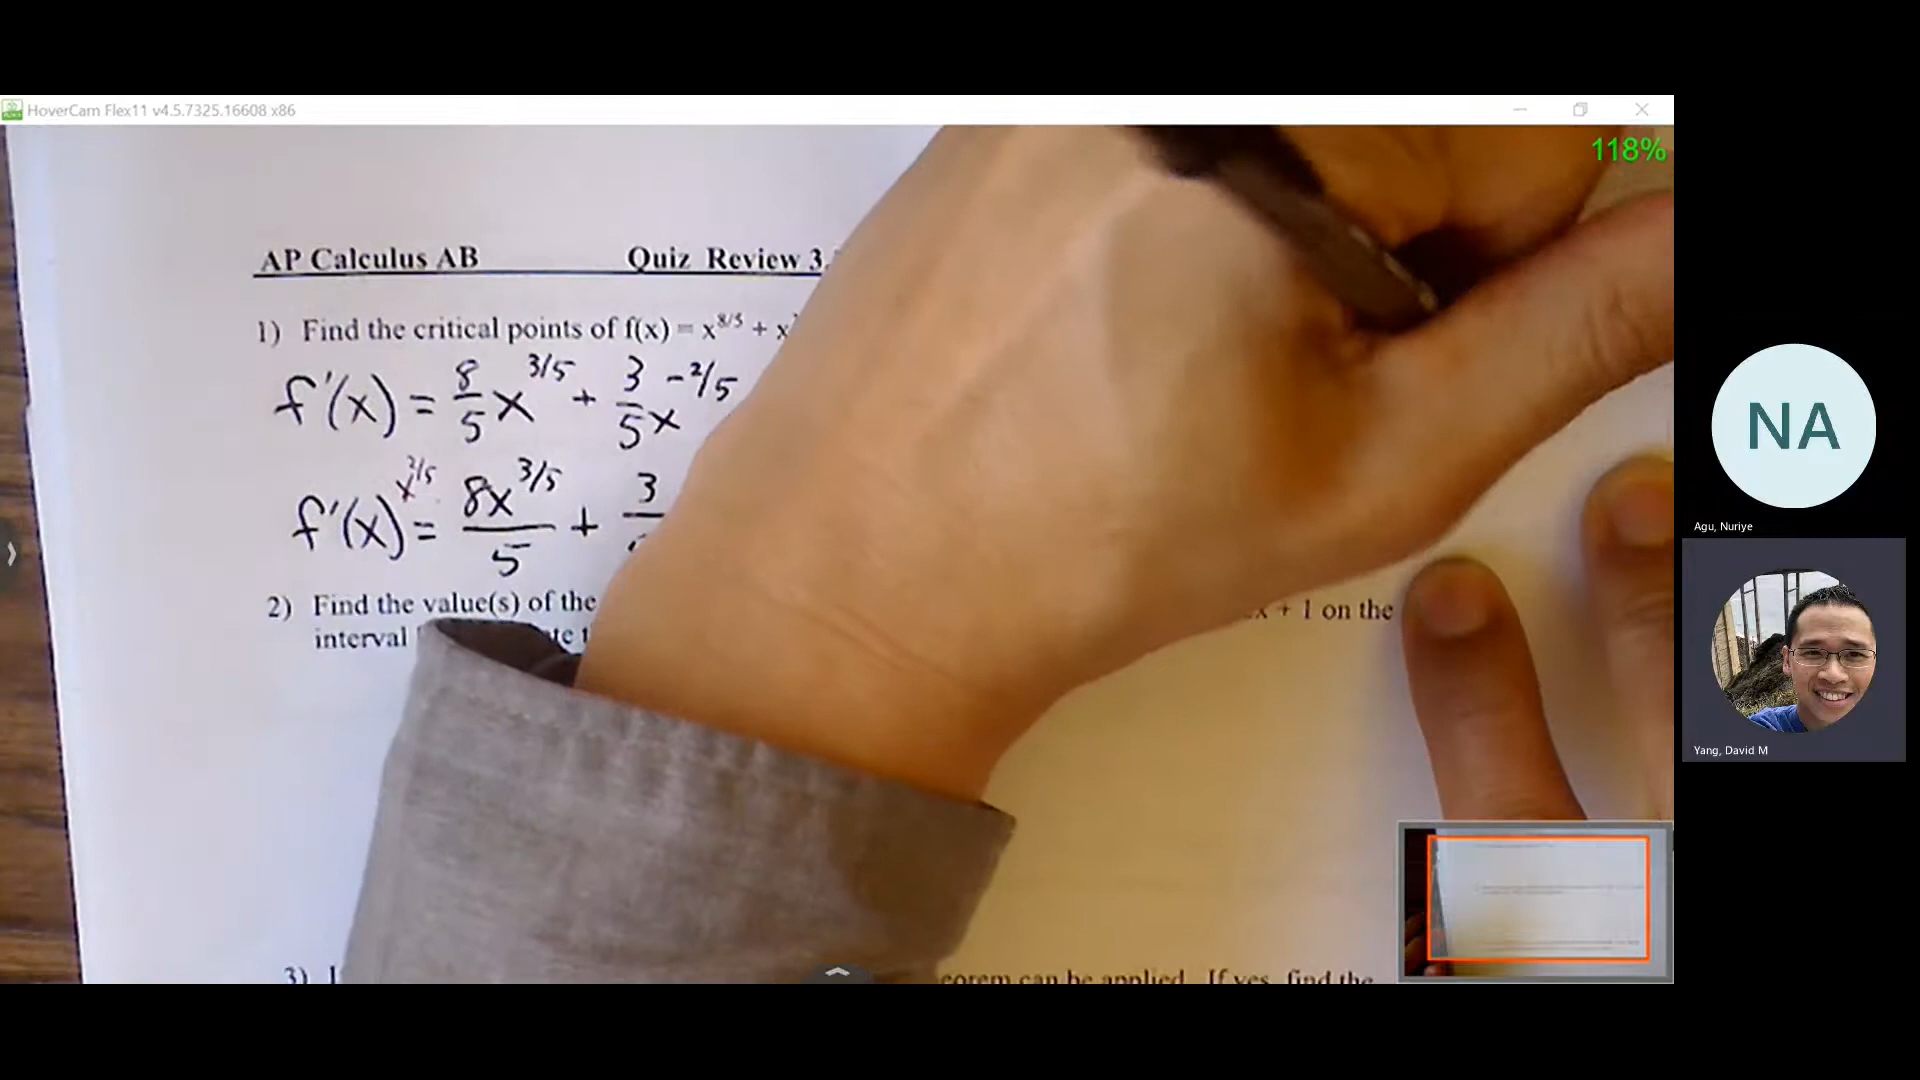 HoverCam Flex11 v4.5.7325.16608 x86
118%
AP Calculus AB Quiz Review 3.
1) Find the critical points of f(x) = x^8/5 + x
f'(x) = 8/5 x^3/5 + 3/5 x^-2/5
f'(x) = x^2/5 8x^3/5 / 5 + 3
2) Find the value(s) of the x + 1 on the
interval
3) eorem can be applied. If yes, find the
NA
Agu, Nuriye
Yang, David M